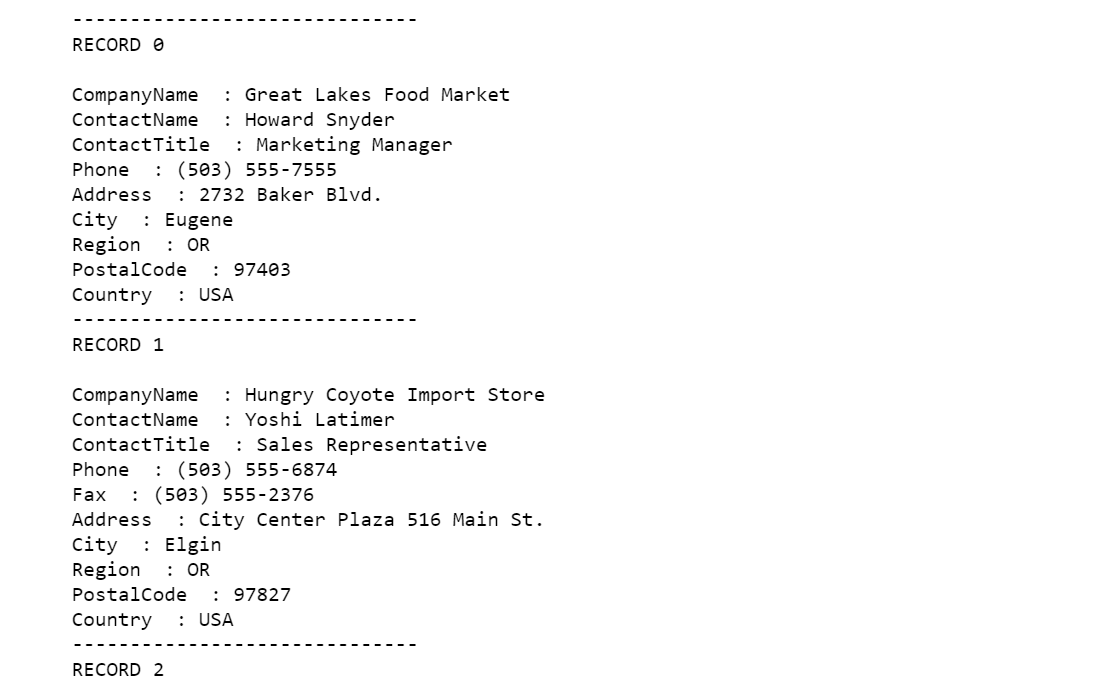 ------------------------------
RECORD 0
CompanyName  : Great Lakes Food Market
ContactName  : Howard Snyder
ContactTitle  : Marketing Manager
Phone  : (503) 555-7555
Address  : 2732 Baker Blvd.
City  : Eugene
Region  : OR
PostalCode  : 97403
Country  : USA
------------------------------
RECORD 1
CompanyName  : Hungry Coyote Import Store
ContactName  : Yoshi Latimer
ContactTitle  : Sales Representative
Phone  : (503) 555-6874
Fax  : (503) 555-2376
Address  : City Center Plaza 516 Main St.
City  : Elgin
Region  : OR
PostalCode  : 97827
Country  : USA
------------------------------
RECORD 2